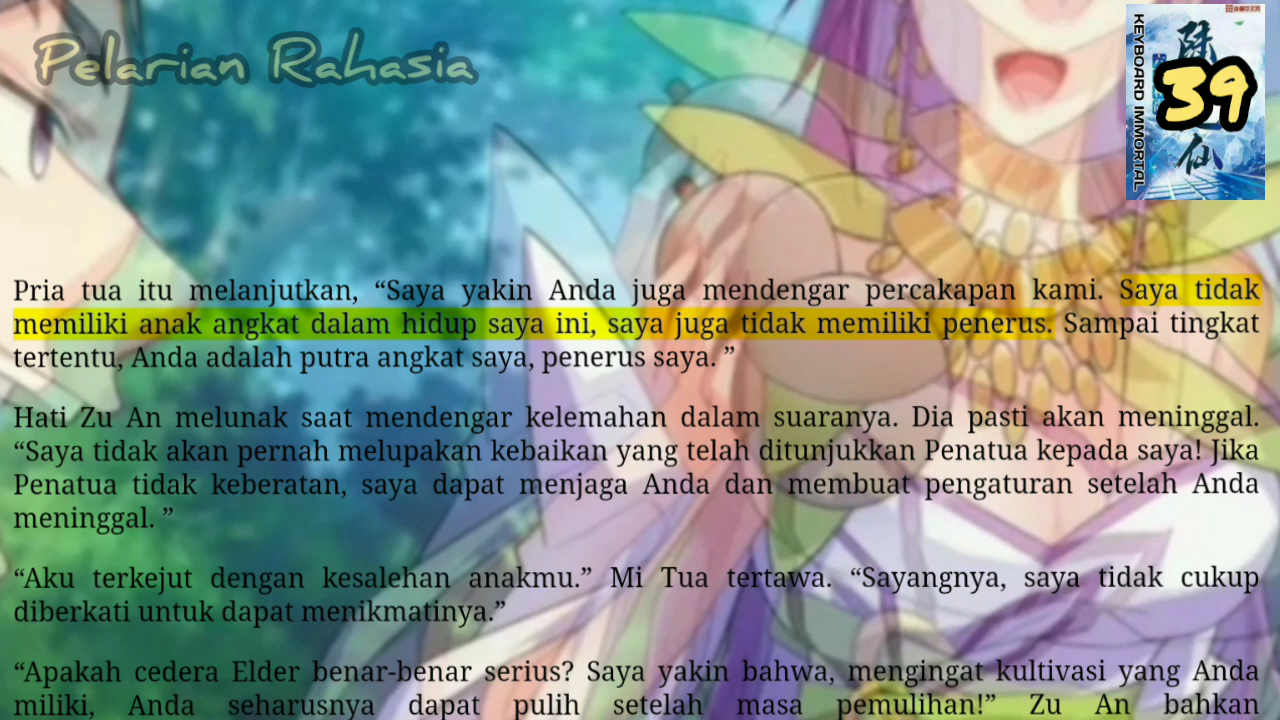 Pelarian Rahasia
KEYBOARD IMMORTAL
39
仙
Pria tua itu melanjutkan, “Saya yakin Anda juga mendengar percakapan kami. Saya tidak
memiliki anak angkat dalam hidup saya ini, saya juga tidak memiliki penerus. Sampai tingkat
tertentu, Anda adalah putra angkat saya, penerus saya. ”
Hati Zu An melunak saat mendengar kelemahan dalam suaranya. Dia pasti akan meninggal.
“Saya tidak akan pernah melupakan kebaikan yang telah ditunjukkan Penatua kepada saya! Jika
Penatua tidak keberatan, saya dapat menjaga Anda dan membuat pengaturan setelah Anda
meninggal. ”
“Aku terkejut dengan kesalehan anakmu.” Mi Tua tertawa. “Sayangnya, saya tidak cukup
diberkati untuk dapat menikmatinya.”
“Apakah cedera Elder benar-benar serius? Saya yakin bahwa, mengingat kultivasi yang Anda
miliki, Anda seharusnya dapat pulih setelah masa pemulihan!” Zu An bahkan